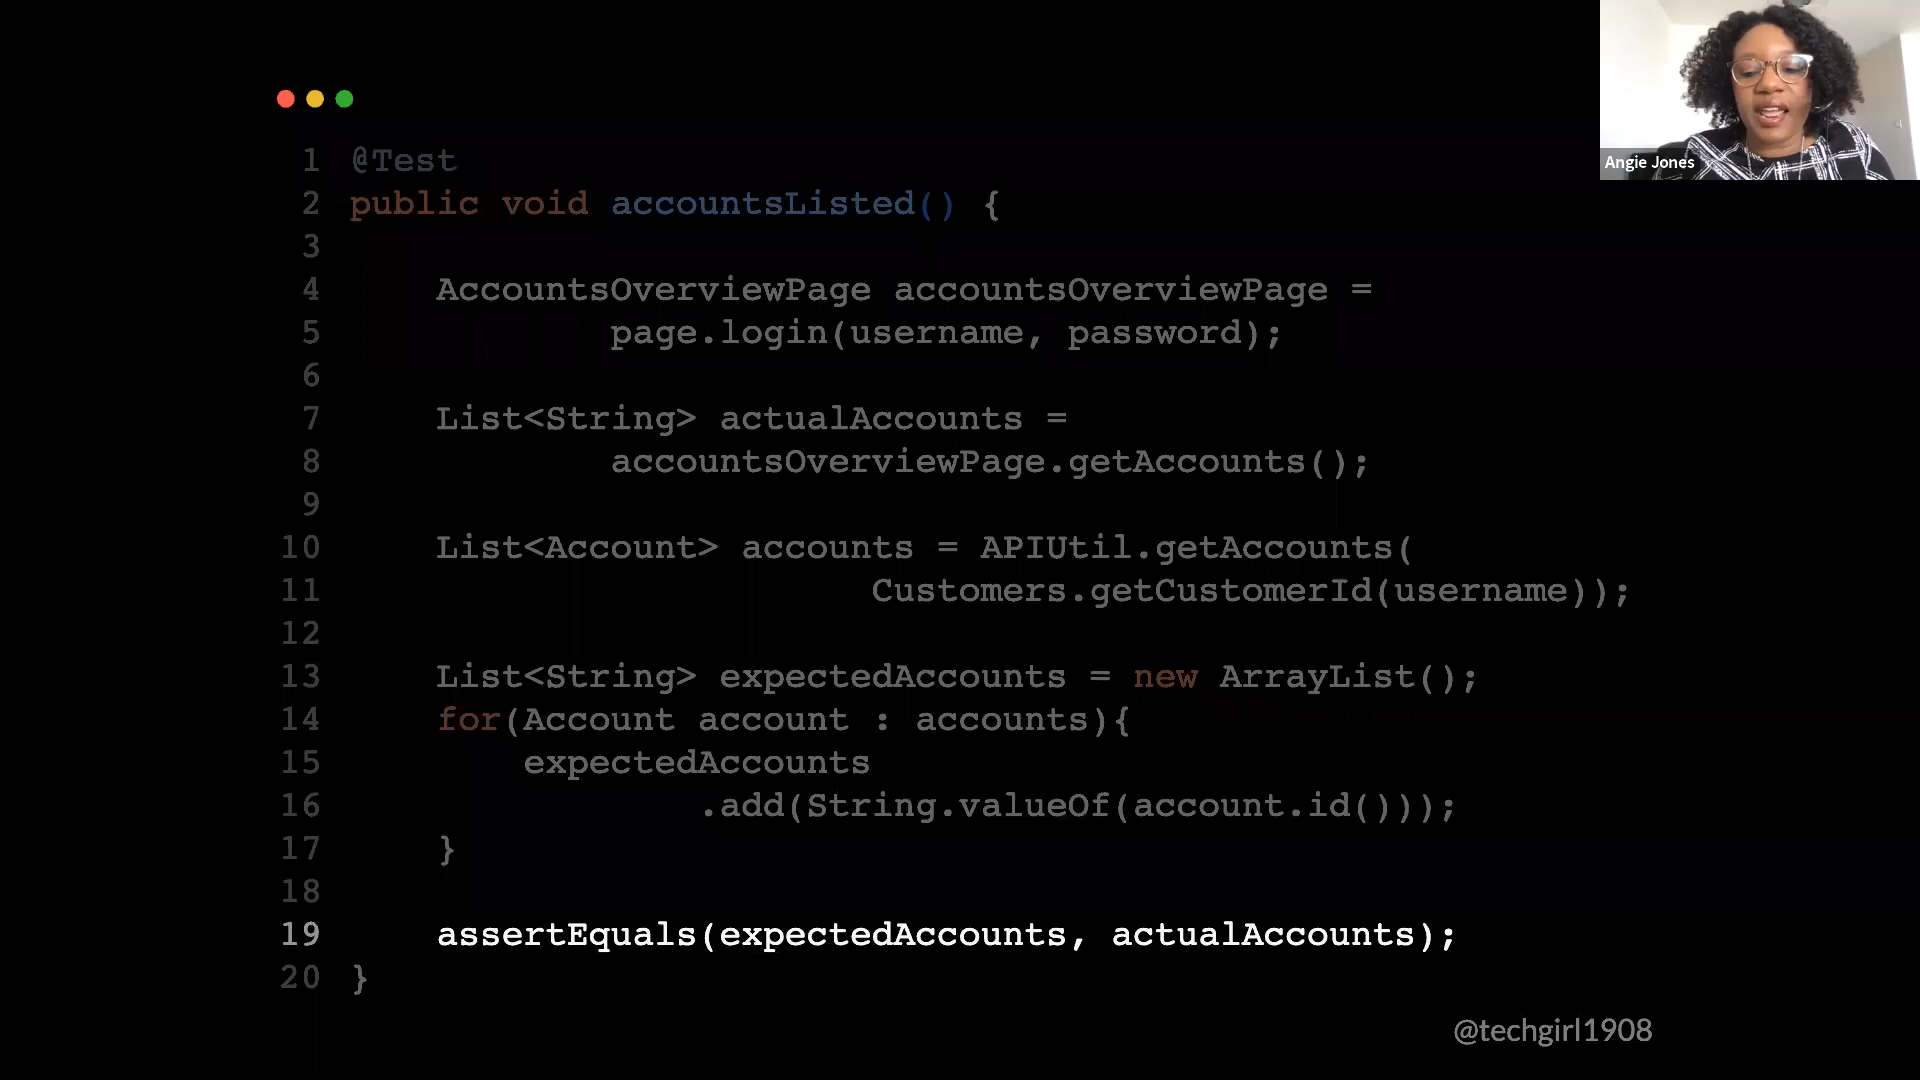 Angie Jones
1 @Test
2 public void accountsListed() {
3
4 AccountsOverviewPage accountsOverviewPage =
5 page.login(username, password);
6
7 List<String> actualAccounts =
8 accountsOverviewPage.getAccounts();
9
10 List<Account> accounts = APIUtil.getAccounts(
11 Customers.getCustomerId(username));
12
13 List<String> expectedAccounts = new ArrayList();
14 for(Account account : accounts){
15 expectedAccounts
16 .add(String.valueOf(account.id()));
17 }
18
19 assertEquals(expectedAccounts, actualAccounts);
20 }
@techgirl1908